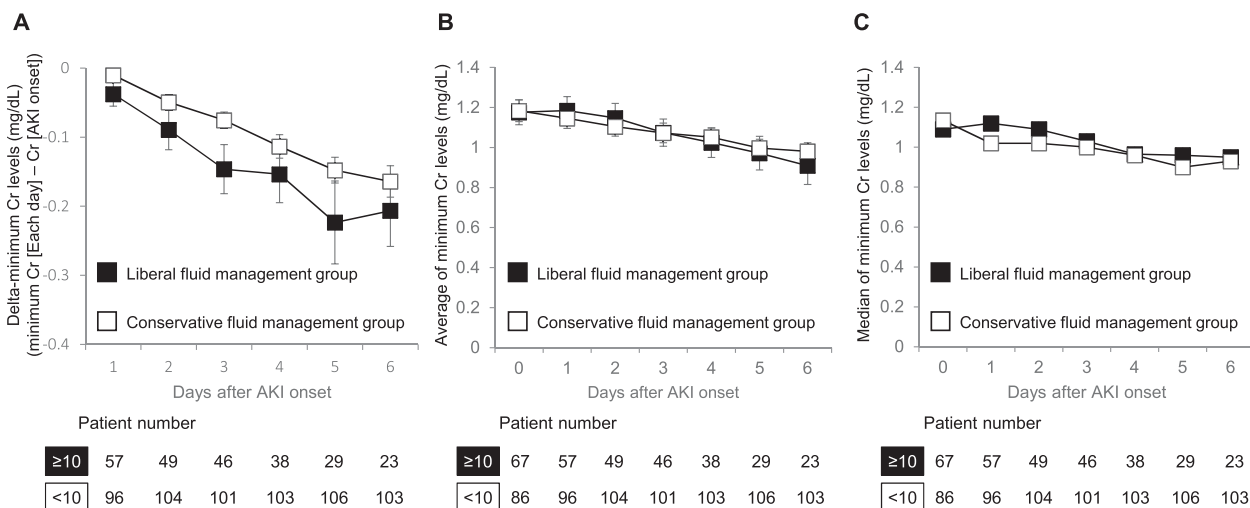 A
Delta-minimum Cr levels (mg/dL)
(minimum Cr [Each day] – Cr [AKI onset])
0
-0.1
-0.2
-0.3
-0.4
Liberal fluid management group
Conservative fluid management group
1 2 3 4 5 6
Days after AKI onset
Patient number
≥10 57 49 46 38 29 23
<10 96 104 101 103 106 103
B
Average of minimum Cr levels (mg/dL)
1.4
1.2
1
0.8
0.6
0.4
0.2
0
Liberal fluid management group
Conservative fluid management group
0 1 2 3 4 5 6
Days after AKI onset
Patient number
≥10 67 57 49 46 38 29 23
<10 86 96 104 101 103 106 103
C
Median of minimum Cr levels (mg/dL)
1.4
1.2
1
0.8
0.6
0.4
0.2
0
Liberal fluid management group
Conservative fluid management group
0 1 2 3 4 5 6
Days after AKI onset
Patient number
≥10 67 57 49 46 38 29 23
<10 86 96 104 101 103 106 103